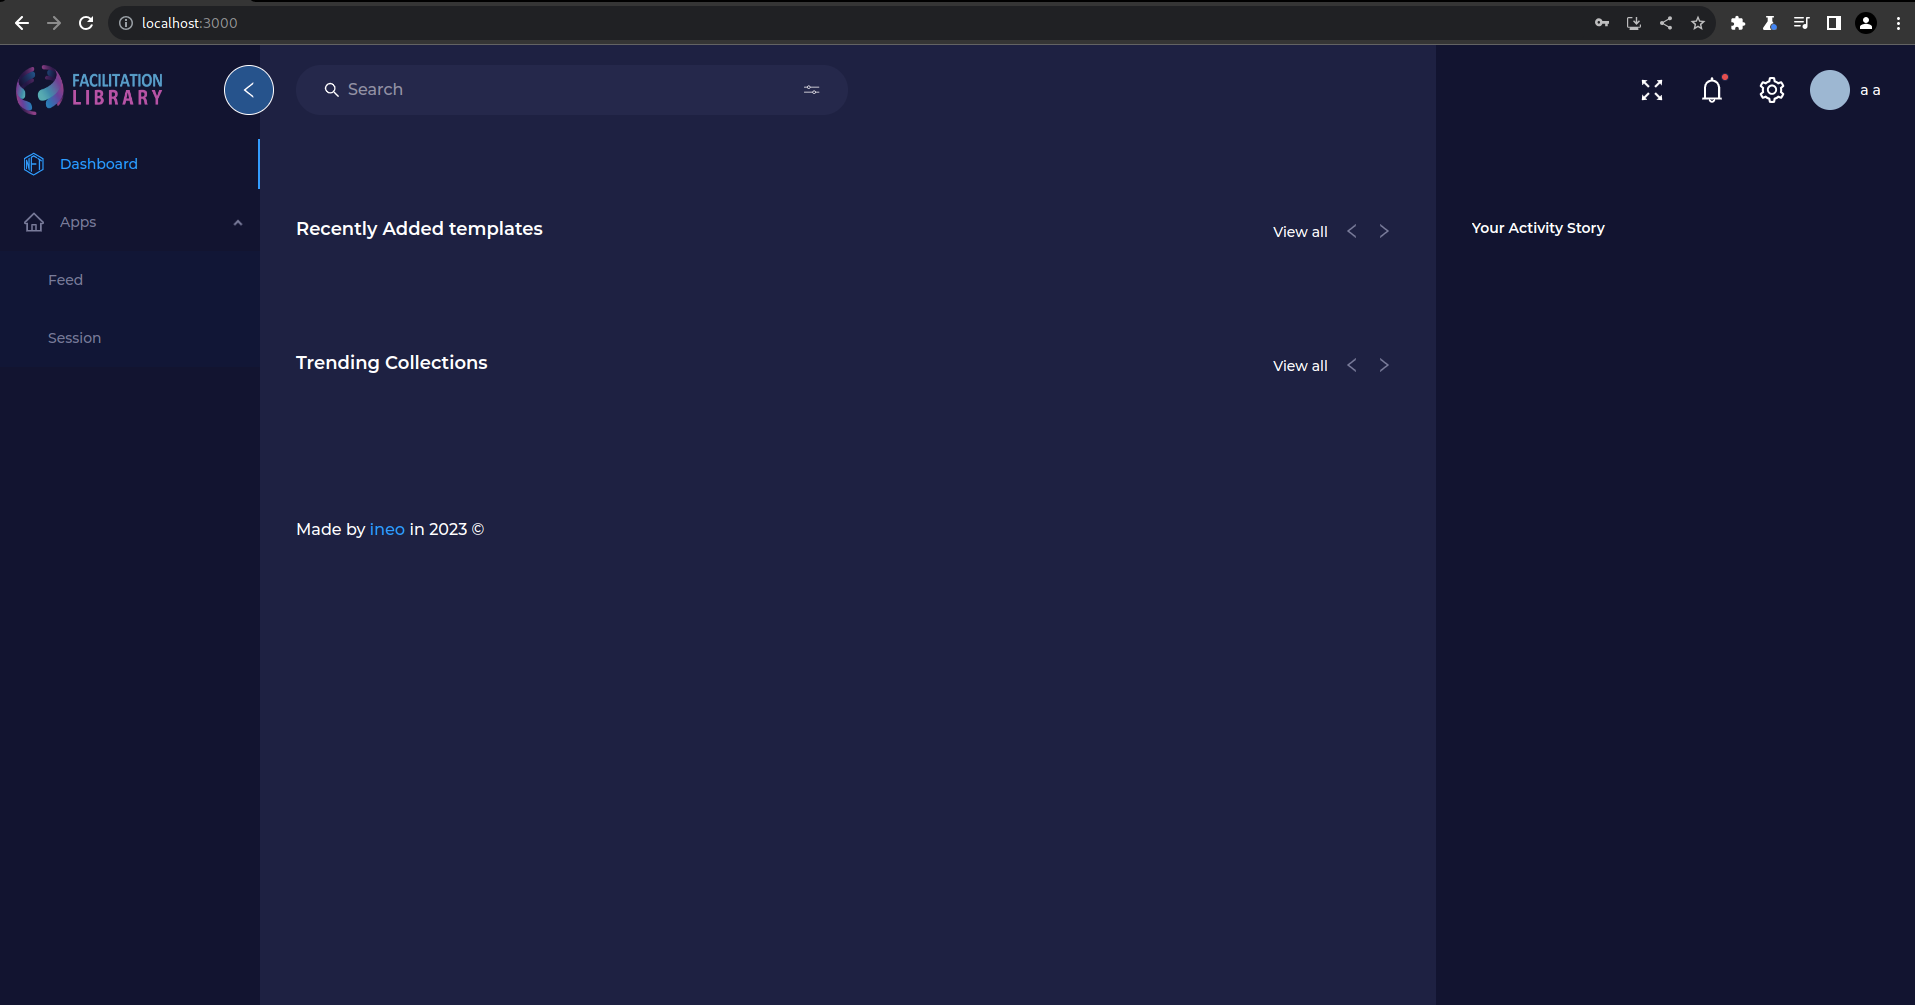 localhost:3000
FACILITATION
LIBRARY
Search
a a
Dashboard
Apps
Feed
Session
Recently Added templates
View all
Trending Collections
View all
Made by ineo in 2023 ©
Your Activity Story